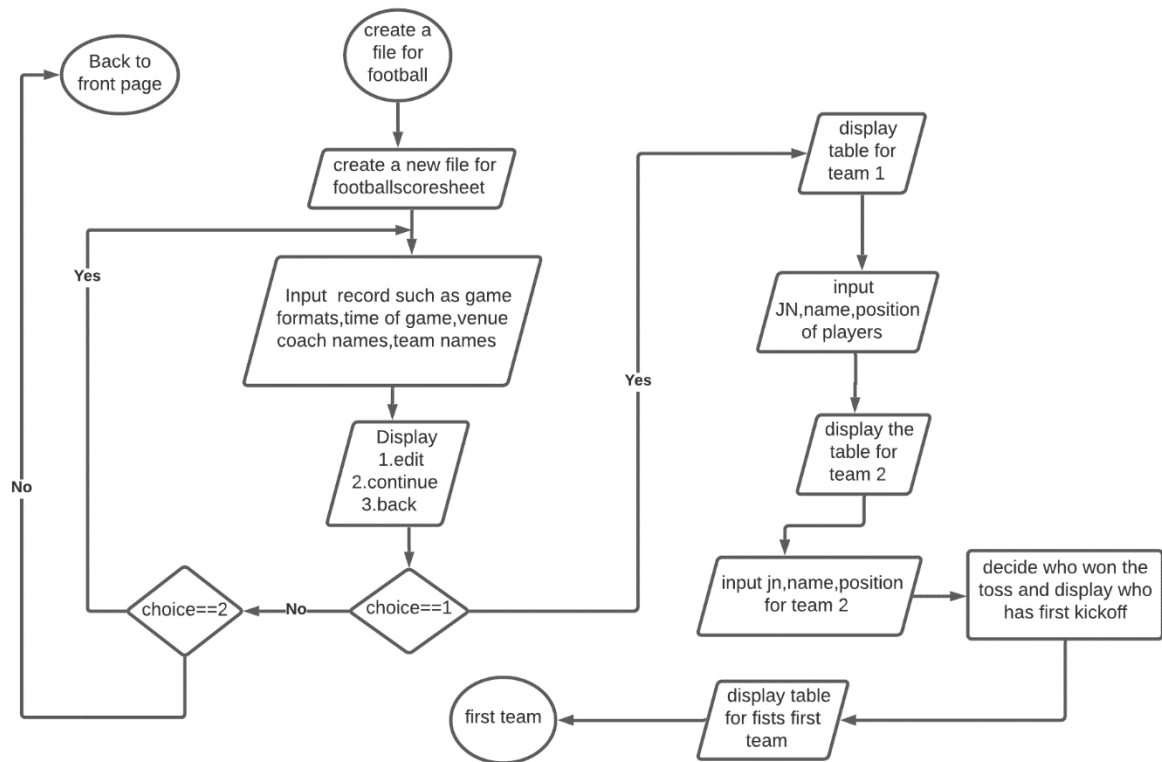 create a
file for
football
Back to
front page
create a new file for
footballscoresheet
Yes
Input record such as game
formats,time of game,venue
coach names,team names
Display
1.edit
2.continue
3.back
No
choice==2
No
choice==1
Yes
display
table for
team 1
input
JN,name,position
of players
display the
table for
team 2
input jn,name,position
for team 2
decide who won the
toss and display who
has first kickoff
display table
for fists first
team
first team